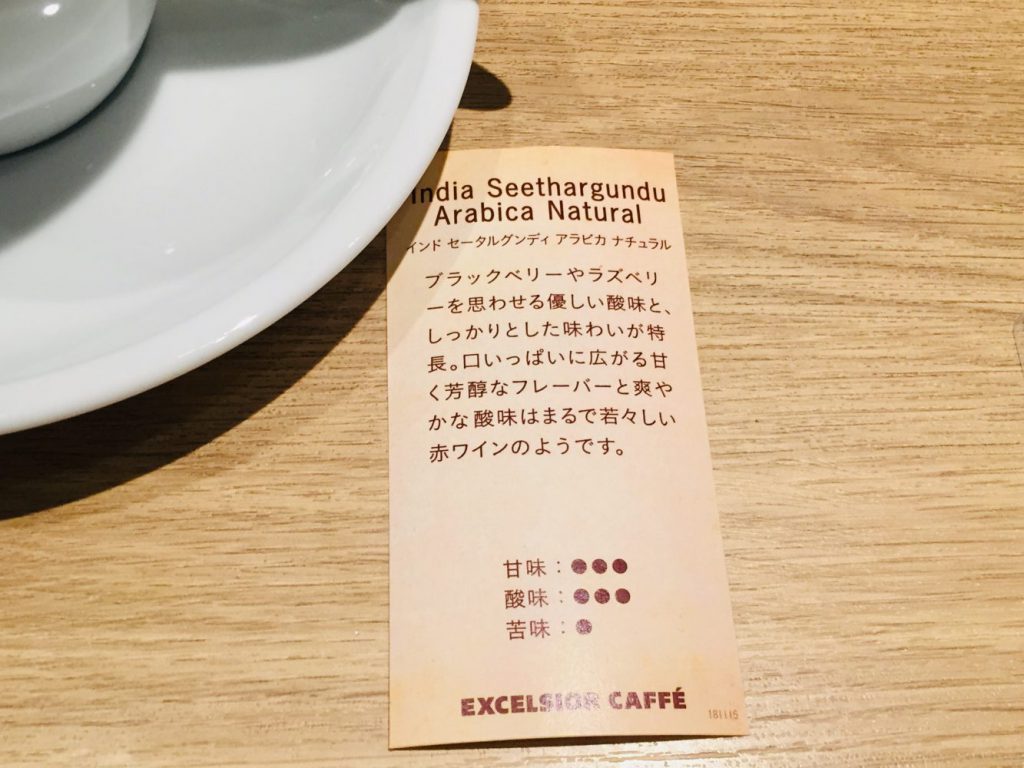 India Seethargundu
Arabica Natural
インド セータルグンディ アラビカ ナチュラル
ブラックベリーやラズベリ
ーを思わせる優しい酸味と、
しっかりとした味わいが特
長。口いっぱいに広がる甘
く芳醇なフレーバーと爽や
かな酸味はまるで若々しい
赤ワインのようです。
甘味：●●●
酸味：●●●
苦味：●
EXCELSIOR CAFFÉ
181115